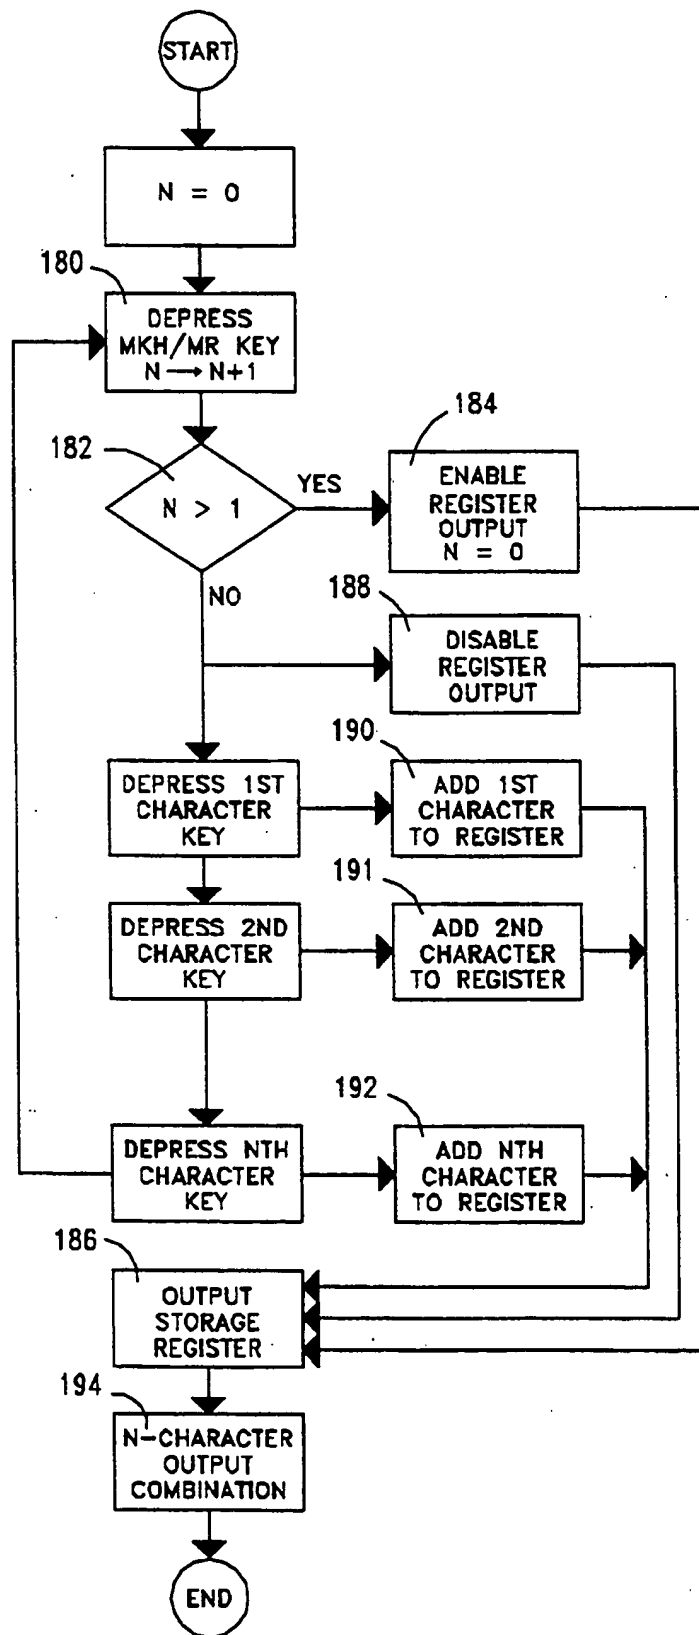 START
N = 0
180
DEPRESS
MKH/MR KEY
N → N+1
182
N > 1
YES
184
ENABLE
REGISTER
OUTPUT
N = 0
NO
188
DISABLE
REGISTER
OUTPUT
DEPRESS 1ST
CHARACTER
KEY
190
ADD 1ST
CHARACTER
TO REGISTER
DEPRESS 2ND
CHARACTER
KEY
191
ADD 2ND
CHARACTER
TO REGISTER
DEPRESS NTH
CHARACTER
KEY
192
ADD NTH
CHARACTER
TO REGISTER
186
OUTPUT
STORAGE
REGISTER
194
N-CHARACTER
OUTPUT
COMBINATION
END